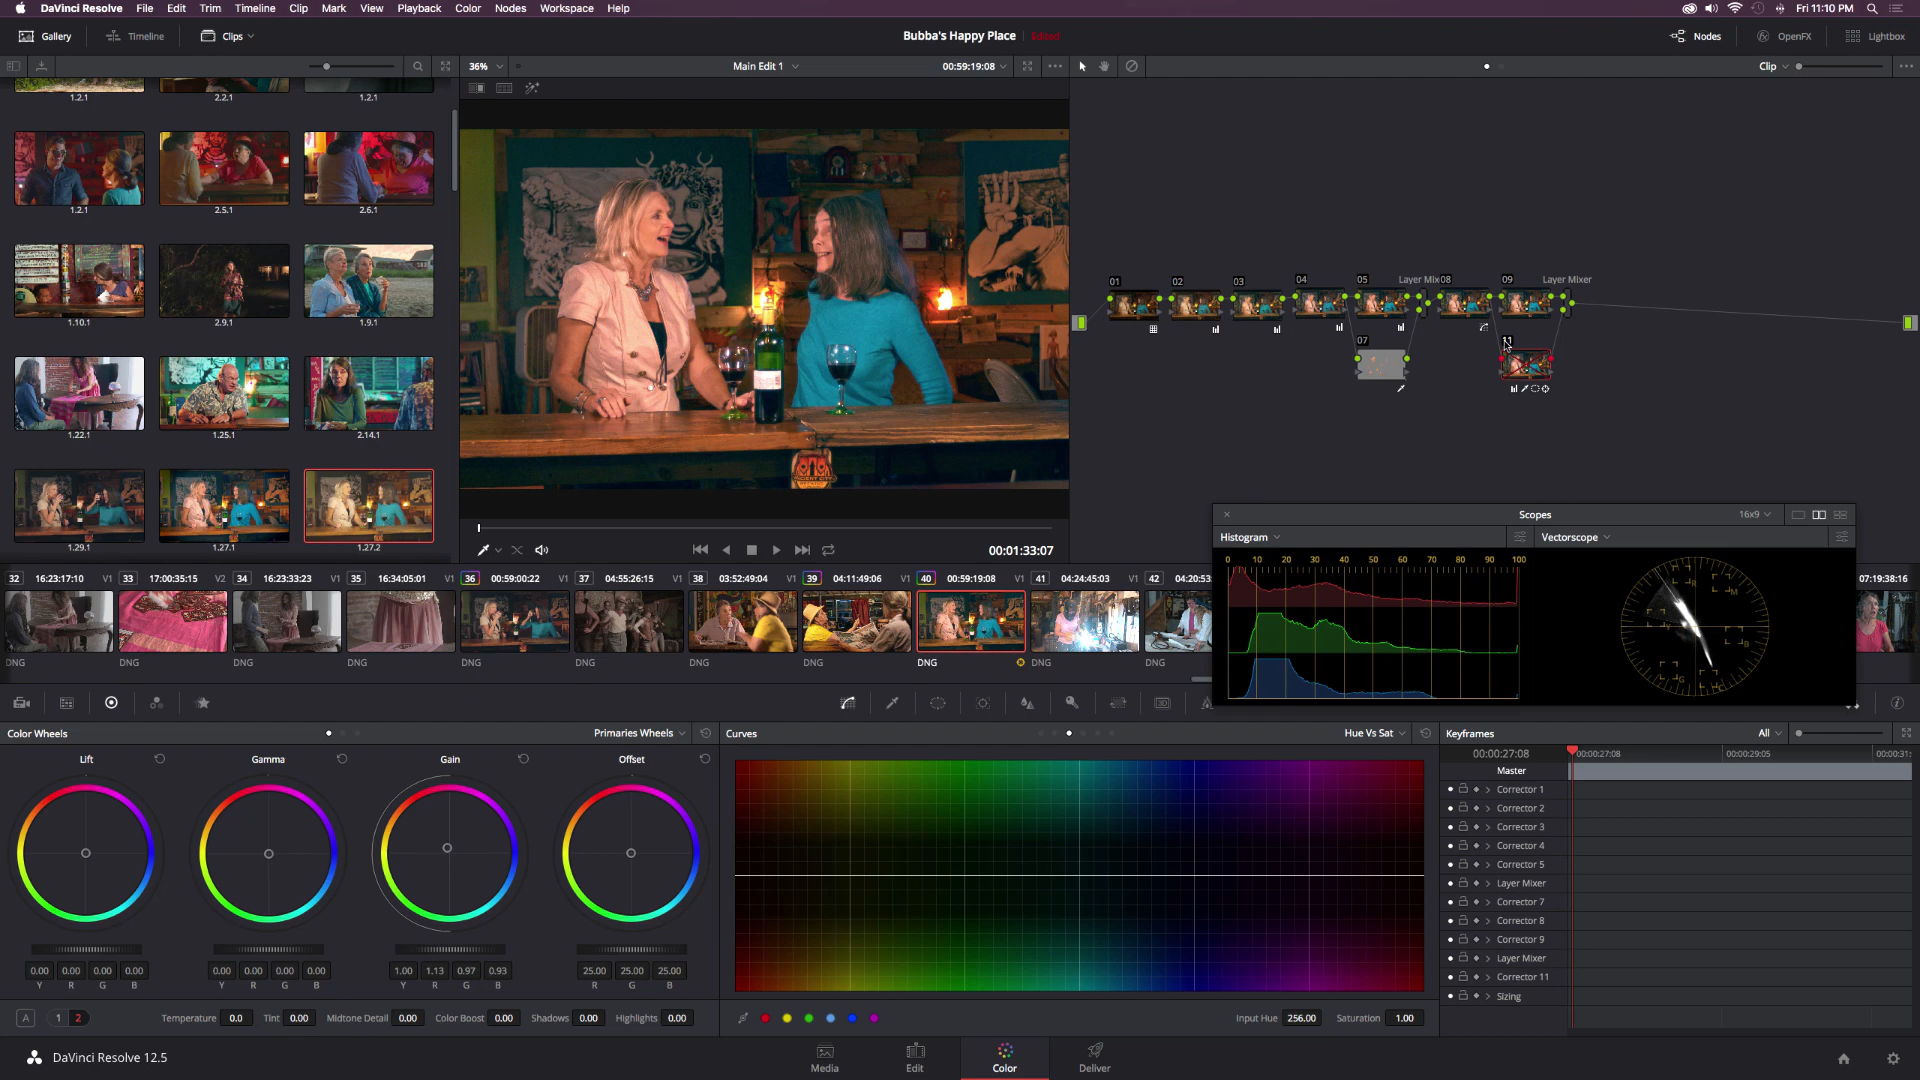 DaVinci Resolve File Edit Trim Timeline Clip Mark View Playback Color Nodes Workspace Help Fri 11:10 PM
Gallery Timeline Clips Bubba's Happy Place Edited Nodes OpenFX Lightbox
36% Main Edit 1 00:59:19:08 Clip
1.2.1 2.2.1 1.2.1
1.2.1 2.5.1 2.6.1
1.10.1 2.9.1 1.9.1
1.22.1 1.25.1 2.14.1
1.29.1 1.27.1 1.27.2
ANCIENT CITY
00:01:33:07
01 02 03 04 05 Layer Mix 08 09 Layer Mixer
07 11
Scopes 16x9
Histogram Vectorscope
0 10 20 30 40 50 60 70 80 90 100
R M B C G Y
32 16:23:17:10 V1 33 17:00:35:15 V2 34 16:23:33:23 V1 35 16:34:05:01 V1 36 00:59:00:22 V1 37 04:55:26:15 V1 38 03:52:49:04 V1 39 04:11:49:06 V1 40 00:59:19:08 V1 41 04:24:45:03 V1 42 04:20:53: 07:19:38:16
DNG DNG DNG DNG DNG DNG DNG DNG DNG DNG DNG
Color Wheels Primaries Wheels
Lift Gamma Gain Offset
0.00 0.00 0.00 0.00 0.00 0.00 0.00 0.00 1.00 1.13 0.97 0.93 25.00 25.00 25.00
Y R G B Y R G B Y R G B R G B
A 1 2 Temperature 0.0 Tint 0.00 Midtone Detail 0.00 Color Boost 0.00 Shadows 0.00 Highlights 0.00
Curves Hue Vs Sat
Input Hue 256.00 Saturation 1.00
Keyframes All
00:00:27:08 00:00:27:08 00:00:29:05 00:00:31:
Master
Corrector 1
Corrector 2
Corrector 3
Corrector 4
Corrector 5
Layer Mixer
Corrector 7
Corrector 8
Corrector 9
Layer Mixer
Corrector 11
Sizing
DaVinci Resolve 12.5 Media Edit Color Deliver